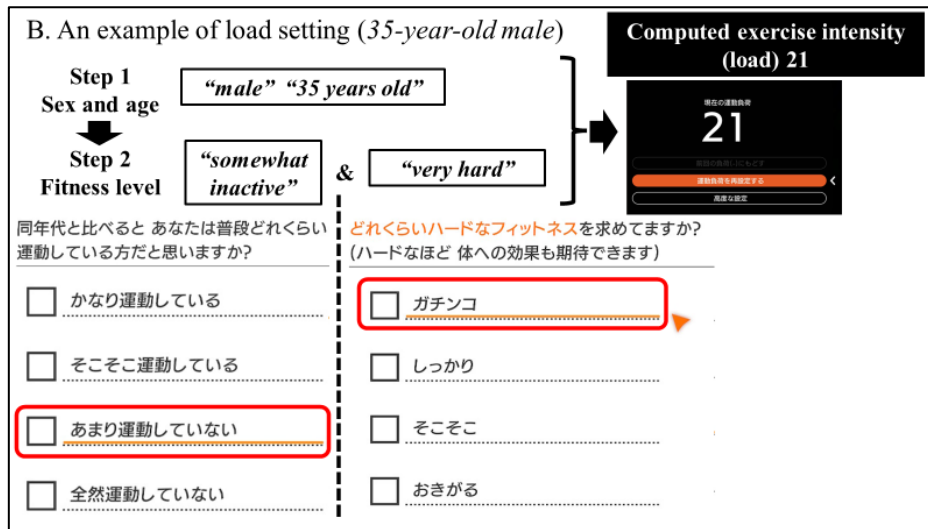 B. An example of load setting (35-year-old male)
Computed exercise intensity
(load) 21
Step 1
Sex and age
“male” “35 years old”
Step 2
Fitness level
“somewhat
inactive”
&
“very hard”
現在の運動負荷
21
運動負荷を再設定する
高度な設定
同年代と比べると あなたは普段どれくらい
運動している方だと思いますか?
かなり運動している
そこそこ運動している
あまり運動していない
全然運動していない
どれくらいハードなフィットネスを求めてますか?
(ハードなほど 体への効果も期待できます)
ガチンコ
しっかり
そこそこ
おきがる